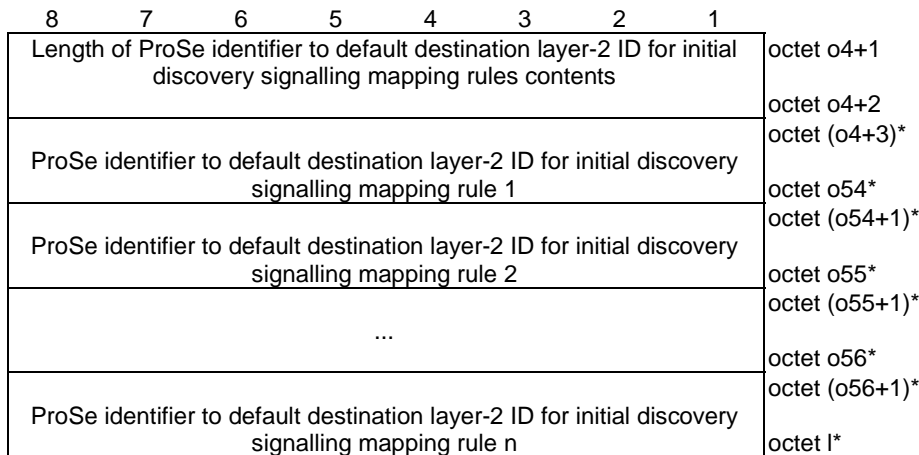 8 7 6 5 4 3 2 1
Length of ProSe identifier to default destination layer-2 ID for initial octet o4+1
discovery signalling mapping rules contents
octet o4+2
octet (o4+3)*
ProSe identifier to default destination layer-2 ID for initial discovery
signalling mapping rule 1 octet o54*
octet (o54+1)*
ProSe identifier to default destination layer-2 ID for initial discovery
signalling mapping rule 2 octet o55*
octet (o55+1)*
...
octet o56*
octet (o56+1)*
ProSe identifier to default destination layer-2 ID for initial discovery
signalling mapping rule n octet l*